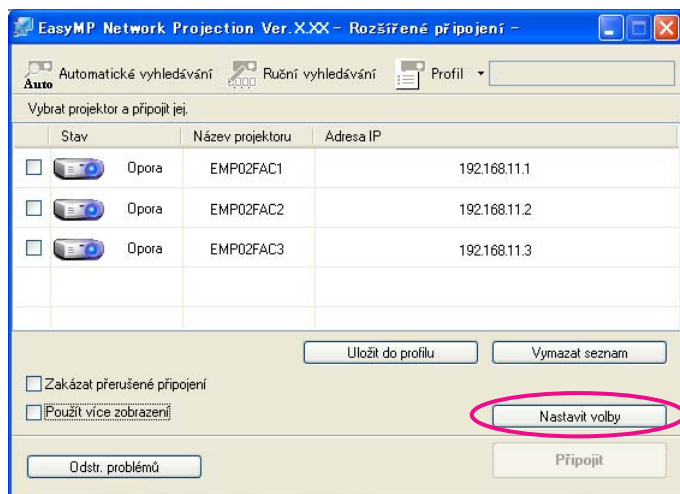 EasyMP Network Projection Ver.X.XX - Rozšířené připojení -
Auto Automatické vyhledávání Ruční vyhledávání Profil
Vybrat projektor a připojit jej.
Stav Název projektoru Adresa IP
Opora EMP02FAC1 192.168.11.1
Opora EMP02FAC2 192.168.11.2
Opora EMP02FAC3 192.168.11.3
Uložit do profilu Vymazat seznam
Zakázat přerušené připojení
Použít více zobrazení
Nastavit volby
Odstr. problémů Připojit